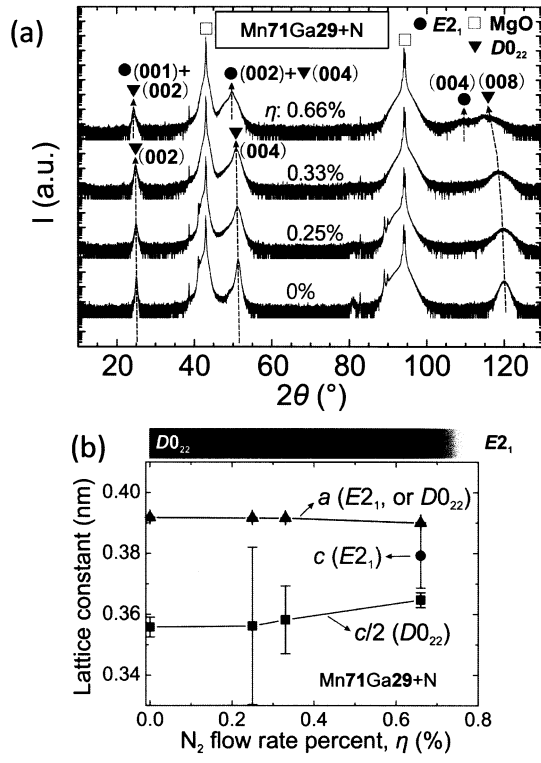 (a)
Mn71Ga29+N
● E2₁ □ MgO
▼ D0₂₂
●(001)+
▼(002)
●(002)+▼(004)
(004) (008)
η: 0.66%
▼(002)
▼(004)
0.33%
0.25%
0%
I (a.u.)
20 40 60 80 100 120
2θ (°)
(b)
D0₂₂ E2₁
a (E2₁, or D0₂₂)
c (E2₁)
c/2 (D0₂₂)
Mn71Ga29+N
Lattice constant (nm)
0.40
0.38
0.36
0.34
0.0 0.2 0.4 0.6 0.8
N₂ flow rate percent, η (%)